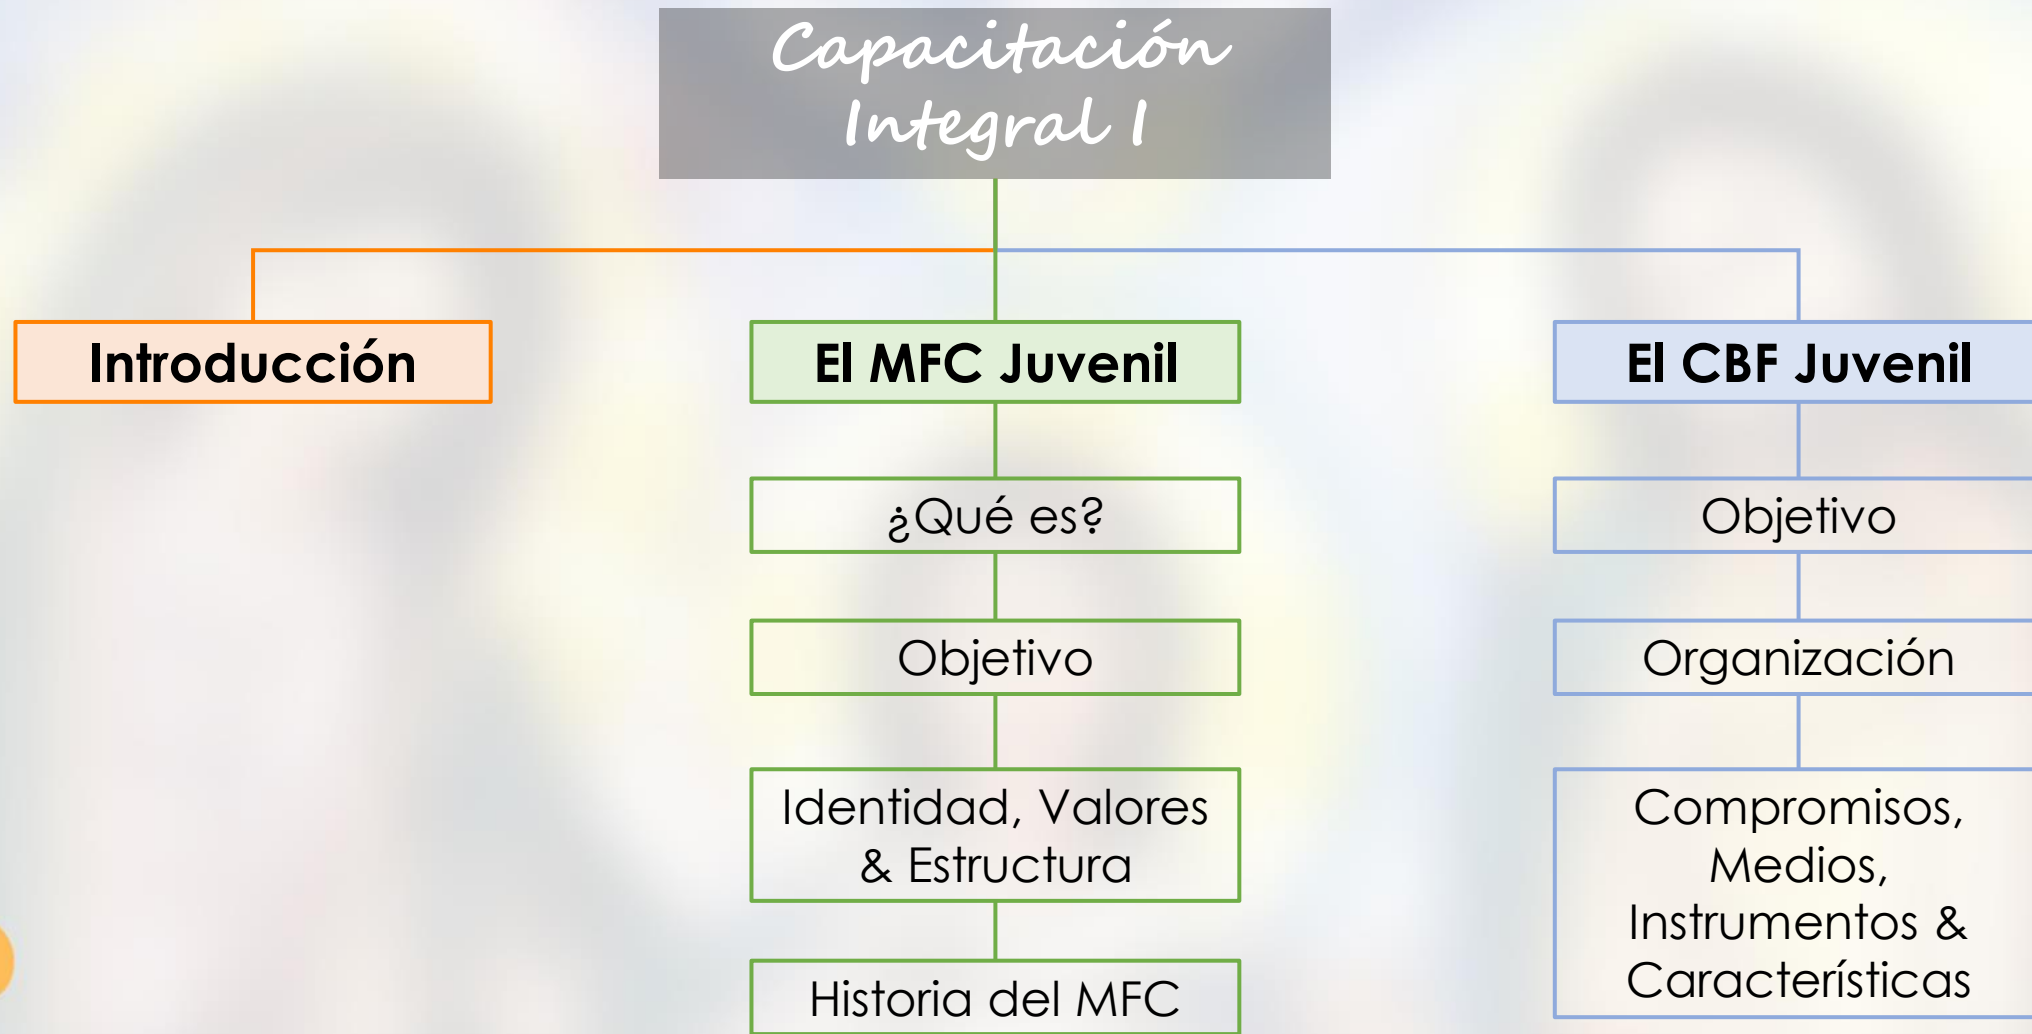 Capacitación
Integral I
Introducción
El MFC Juvenil
¿Qué es?
Objetivo
Identidad, Valores
& Estructura
Historia del MFC
El CBF Juvenil
Objetivo
Organización
Compromisos,
Medios,
Instrumentos &
Características